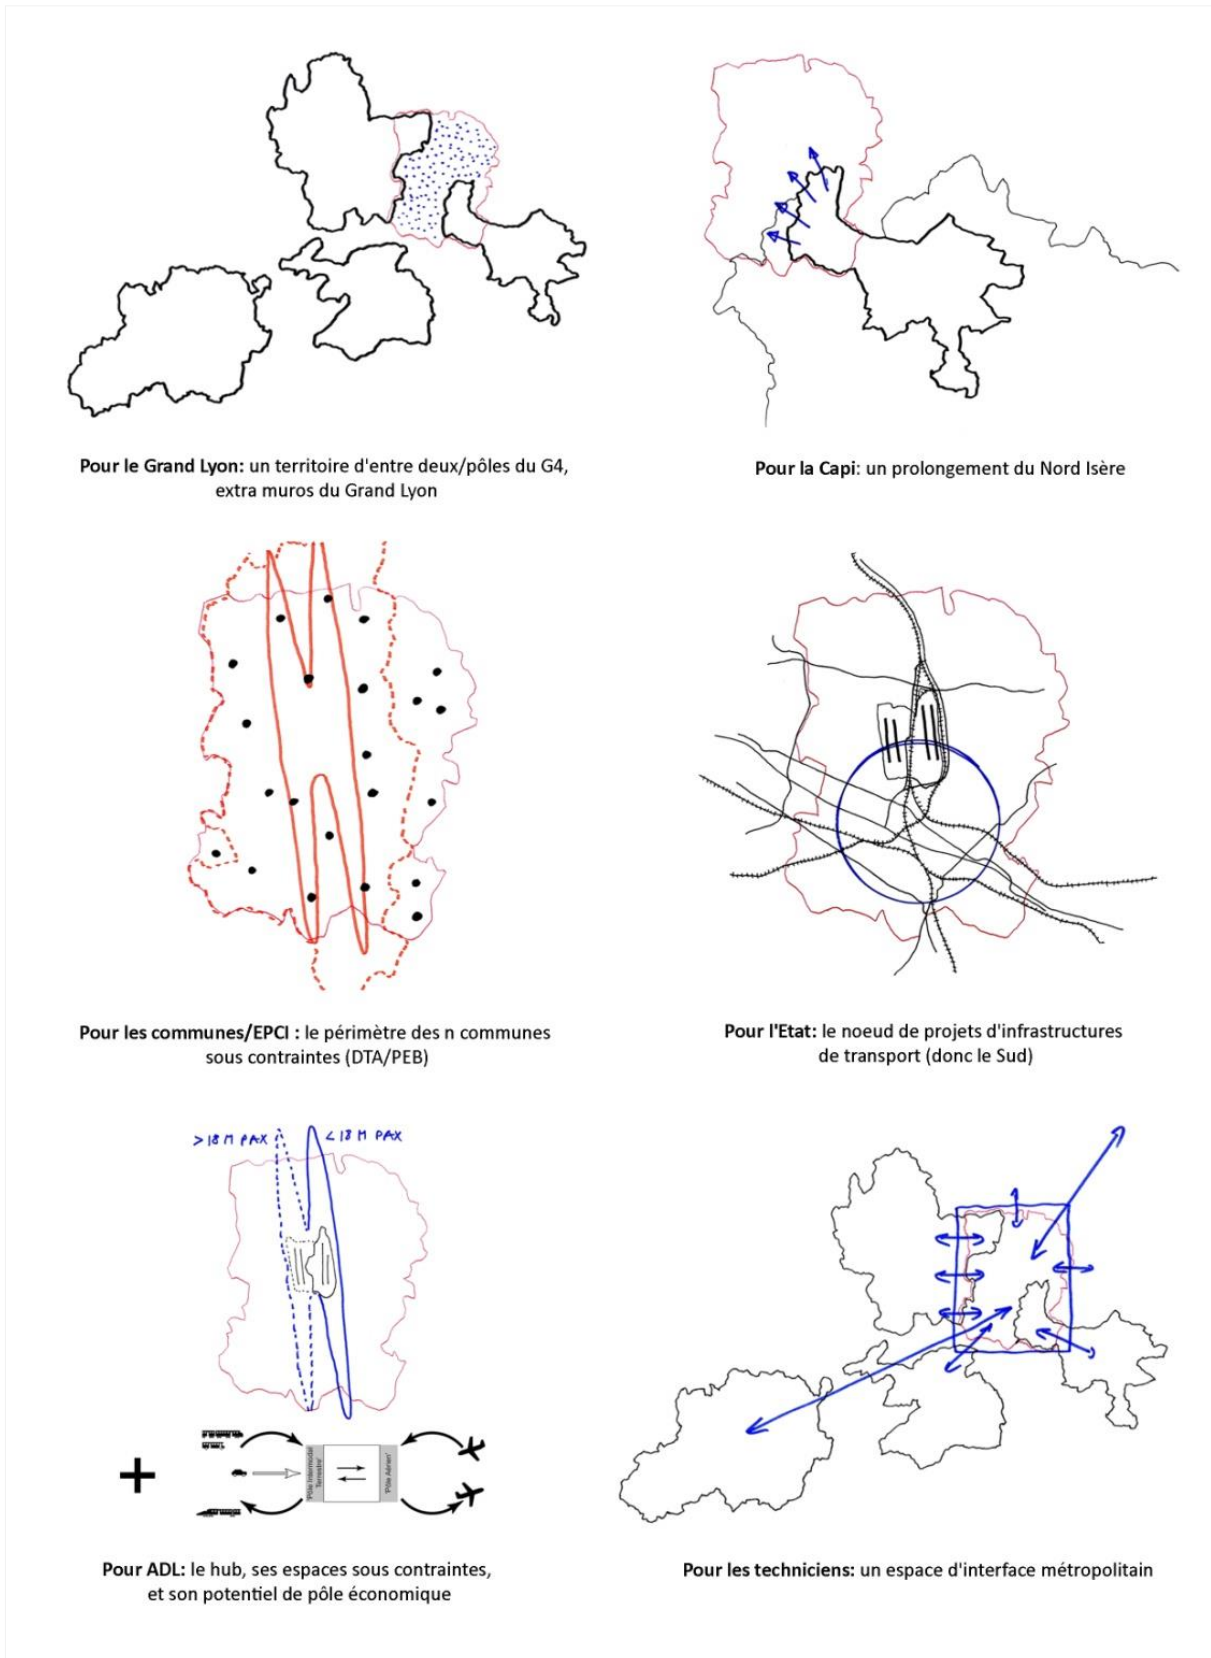 Pour le Grand Lyon: un territoire d'entre deux/pôles du G4,
extra muros du Grand Lyon
Pour la Capi: un prolongement du Nord Isère
Pour les communes/EPCI : le périmètre des n communes
sous contraintes (DTA/PEB)
Pour l'Etat: le noeud de projets d'infrastructures
de transport (donc le Sud)
>18 M PAX
<18 M PAX
+
'Pôle Intermodal
Terrestre'
'Pôle Aérien'
Pour ADL: le hub, ses espaces sous contraintes,
et son potentiel de pôle économique
Pour les techniciens: un espace d'interface métropolitain